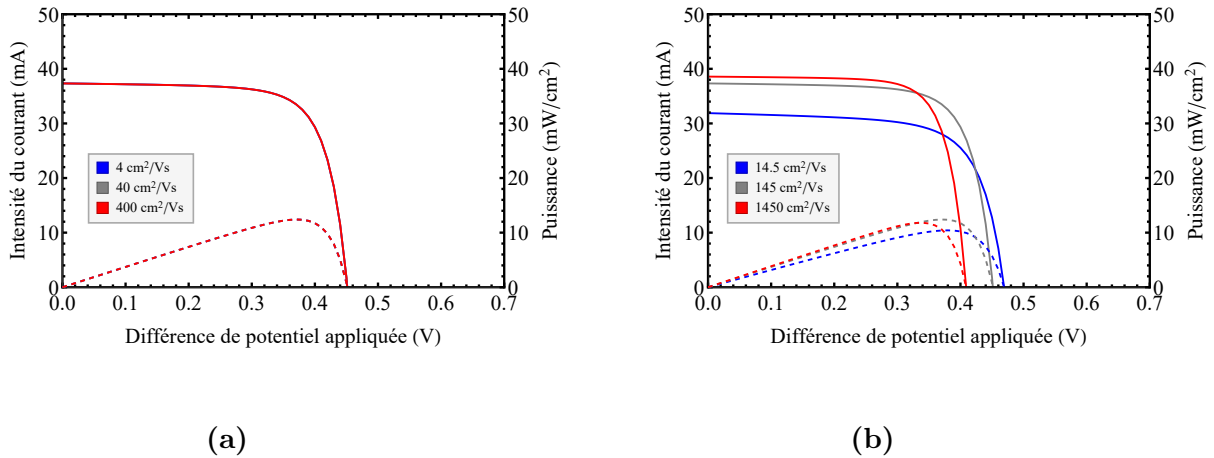 50
40
30
20
10
0
0.0 0.1 0.2 0.3 0.4 0.5 0.6 0.7
50
40
30
20
10
0
Intensité du courant (mA)
Puissance (mW/cm²)
Différence de potentiel appliquée (V)
4 cm²/Vs
40 cm²/Vs
400 cm²/Vs
(a)
50
40
30
20
10
0
0.0 0.1 0.2 0.3 0.4 0.5 0.6 0.7
50
40
30
20
10
0
Intensité du courant (mA)
Puissance (mW/cm²)
Différence de potentiel appliquée (V)
14.5 cm²/Vs
145 cm²/Vs
1450 cm²/Vs
(b)